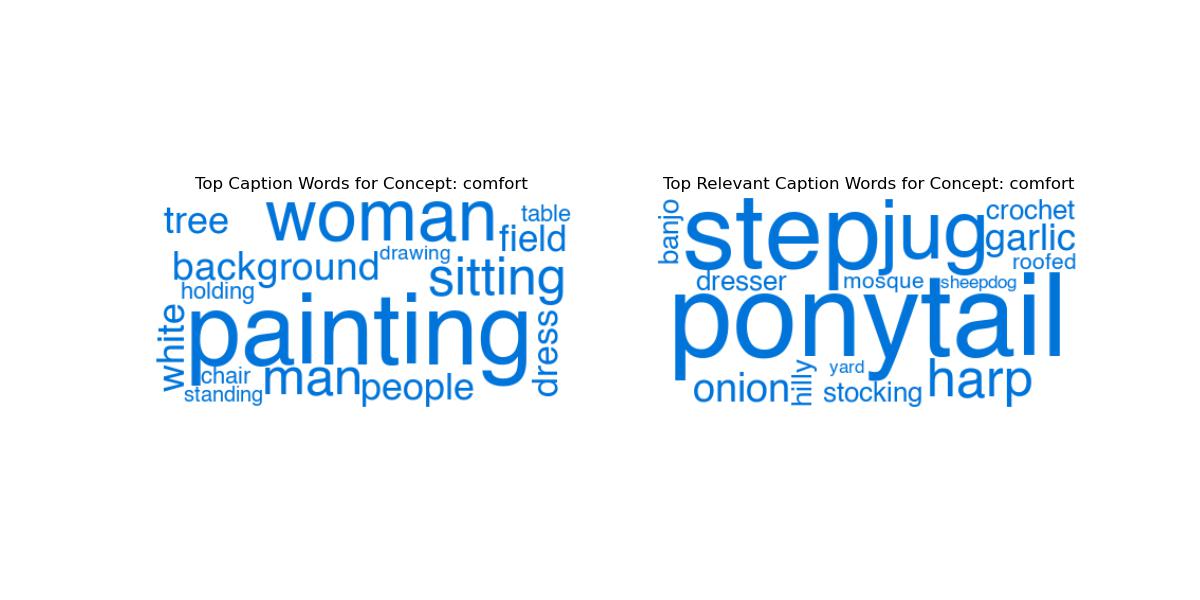 Top Caption Words for Concept: comfort
tree
woman
table
field
background
drawing
sitting
holding
painting
white
dress
chair
man
people
standing
Top Relevant Caption Words for Concept: comfort
banjo
step
jug
crochet
garlic
roofed
dresser
mosque
sheepdog
ponytail
onion
hilly
yard
stocking
harp